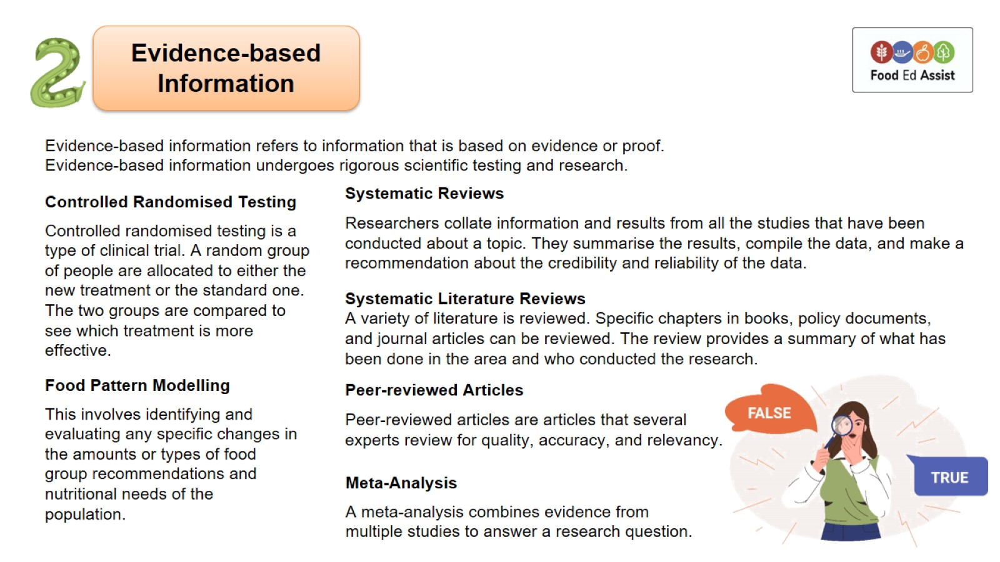 2
Evidence-based
Information
Food Ed Assist
Evidence-based information refers to information that is based on evidence or proof.
Evidence-based information undergoes rigorous scientific testing and research.
Controlled Randomised Testing
Controlled randomised testing is a
type of clinical trial. A random group
of people are allocated to either the
new treatment or the standard one.
The two groups are compared to
see which treatment is more
effective.
Food Pattern Modelling
This involves identifying and
evaluating any specific changes in
the amounts or types of food
group recommendations and
nutritional needs of the
population.
Systematic Reviews
Researchers collate information and results from all the studies that have been
conducted about a topic. They summarise the results, compile the data, and make a
recommendation about the credibility and reliability of the data.
Systematic Literature Reviews
A variety of literature is reviewed. Specific chapters in books, policy documents,
and journal articles can be reviewed. The review provides a summary of what has
been done in the area and who conducted the research.
Peer-reviewed Articles
Peer-reviewed articles are articles that several
experts review for quality, accuracy, and relevancy.
Meta-Analysis
A meta-analysis combines evidence from
multiple studies to answer a research question.
FALSE
TRUE